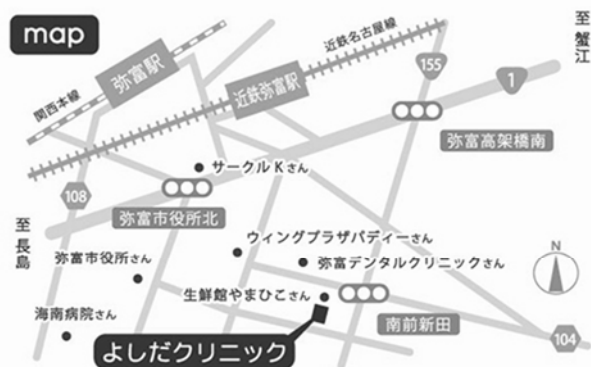 map
至蟹江
近鉄名古屋線
弥富駅
155
1
関西本線
近鉄弥富駅
弥富高架橋南
サークルKさん
108
弥富市役所北
至長島
ウィングプラザパディーさん
弥富市役所さん
弥富デンタルクリニックさん
N
生鮮館やまひこさん
海南病院さん
南前新田
104
よしだクリニック